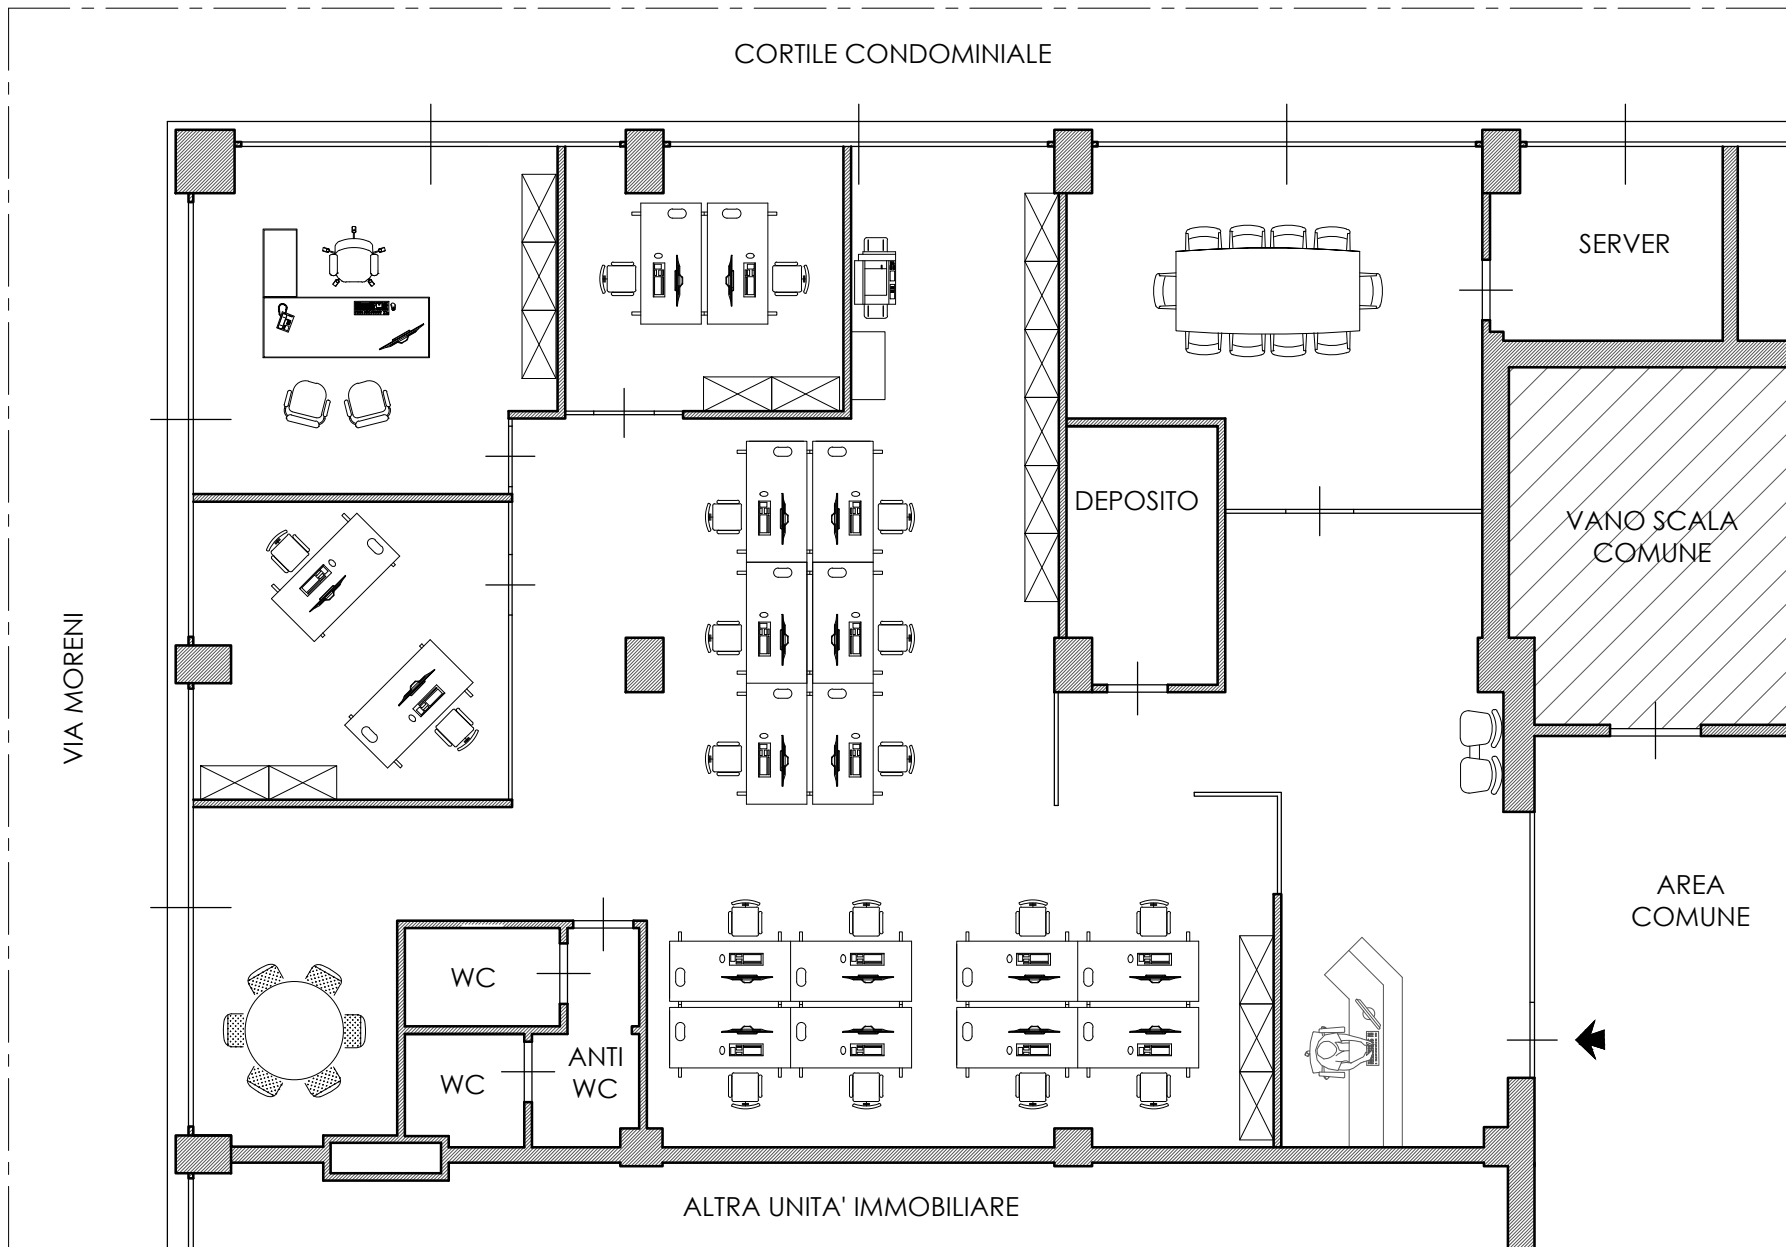 CORTILE CONDOMINIALE
SERVER
DEPOSITO
VANO SCALA
COMUNE
VIA MORENI
AREA
COMUNE
WC
WC
ANTI
WC
ALTRA UNITA' IMMOBILIARE